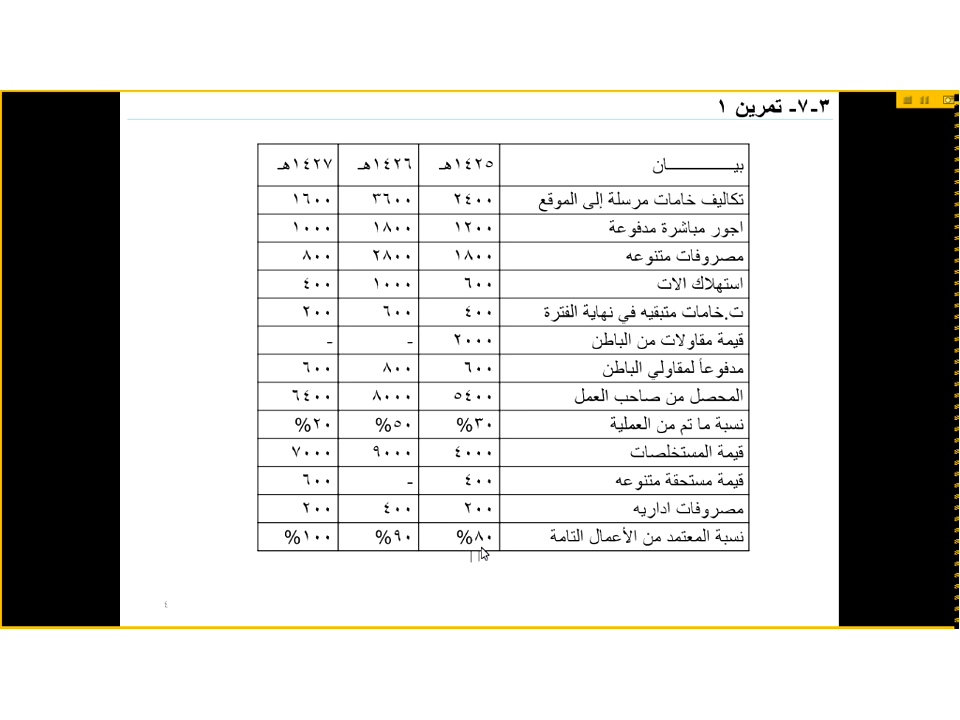 ٣-٧- تمرين ١
بيـــــــــــــــان ١٤٢٥هـ ١٤٢٦هـ ١٤٢٧هـ
تكاليف خامات مرسلة إلى الموقع ٢٤٠٠ ٣٦٠٠ ١٦٠٠
اجور مباشرة مدفوعة ١٢٠٠ ١٨٠٠ ١٠٠٠
مصروفات متنوعه ١٨٠٠ ٢٨٠٠ ٨٠٠
استهلاك الات ٦٠٠ ١٠٠٠ ٤٠٠
ت.خامات متبقيه في نهاية الفترة ٤٠٠ ٦٠٠ ٢٠٠
قيمة مقاولات من الباطن ٢٠٠٠ - -
مدفوعاً لمقاولي الباطن ٦٠٠ ٨٠٠ ٦٠٠
المحصل من صاحب العمل ٥٤٠٠ ٨٠٠٠ ٦٤٠٠
نسبة ما تم من العملية ٣٠% ٥٠% ٢٠%
قيمة المستخلصات ٤٠٠٠ ٩٠٠٠ ٧٠٠٠
قيمة مستحقة متنوعه ٤٠٠ - ٦٠٠
مصروفات اداريه ٢٠٠ ٤٠٠ ٢٠٠
نسبة المعتمد من الأعمال التامة ٨٠% ٩٠% ١٠٠%
٤